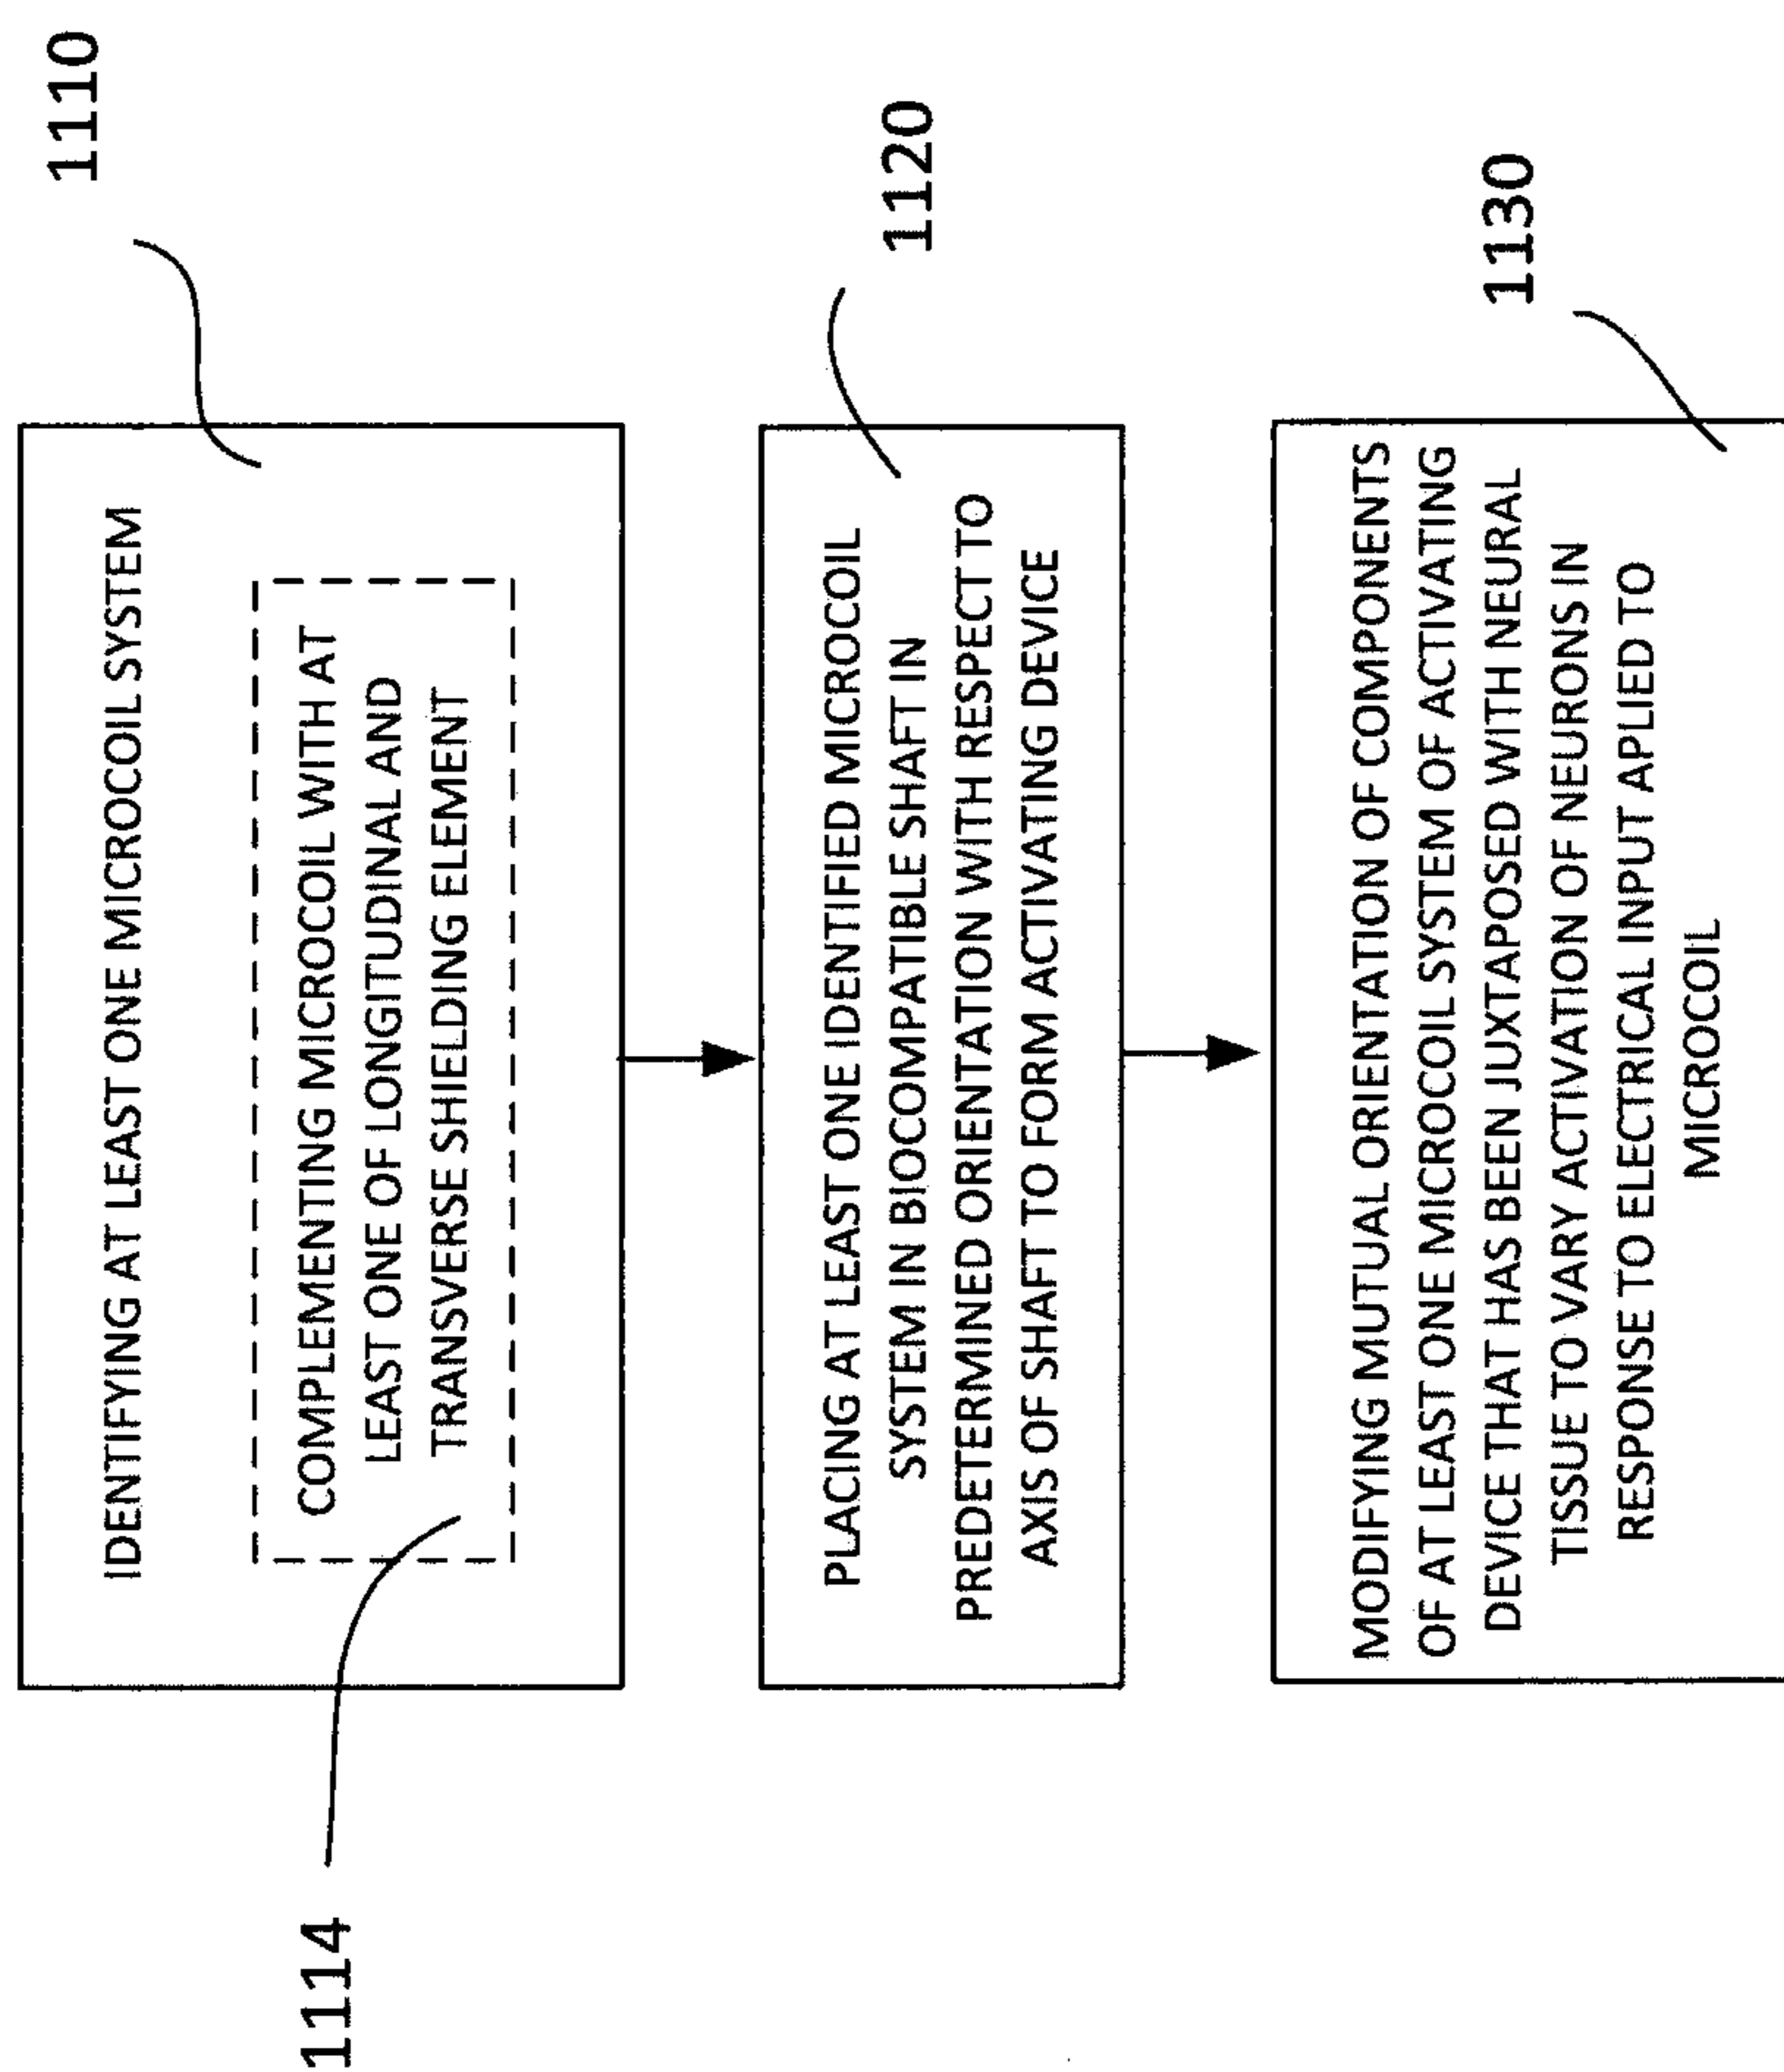 1110
IDENTIFYING AT LEAST ONE MICROCOIL SYSTEM
1114
COMPLEMENTING MICROCOIL WITH AT
LEAST ONE OF LONGITUDINAL AND
TRANSVERSE SHIELDING ELEMENT
1120
PLACING AT LEAST ONE IDENTIFIED MICROCOIL
SYSTEM IN BIOCOMPATIBLE SHAFT IN
PREDETERMINED ORIENTATION WITH RESPECT TO
AXIS OF SHAFT TO FORM ACTIVATING DEVICE
1130
MODIFYING MUTUAL ORIENTATION OF COMPONENTS
OF AT LEAST ONE MICROCOIL SYSTEM OF ACTIVATING
DEVICE THAT HAS BEEN JUXTAPOSED WITH NEURAL
TISSUE TO VARY ACTIVATION OF NEURONS IN
RESPONSE TO ELECTRICAL INPUT APLIED TO
MICROCOIL